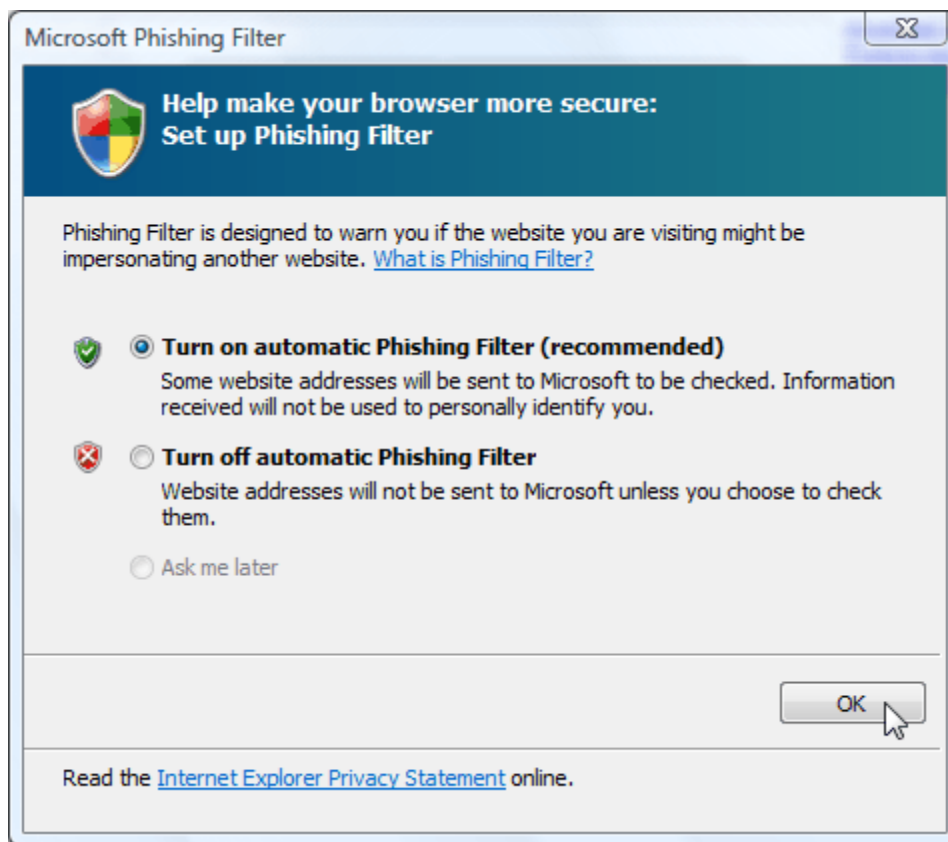 Microsoft Phishing Filter
Help make your browser more secure:
Set up Phishing Filter
Phishing Filter is designed to warn you if the website you are visiting might be
impersonating another website. What is Phishing Filter?
Turn on automatic Phishing Filter (recommended)
Some website addresses will be sent to Microsoft to be checked. Information
received will not be used to personally identify you.
Turn off automatic Phishing Filter
Website addresses will not be sent to Microsoft unless you choose to check
them.
Ask me later
OK
Read the Internet Explorer Privacy Statement online.